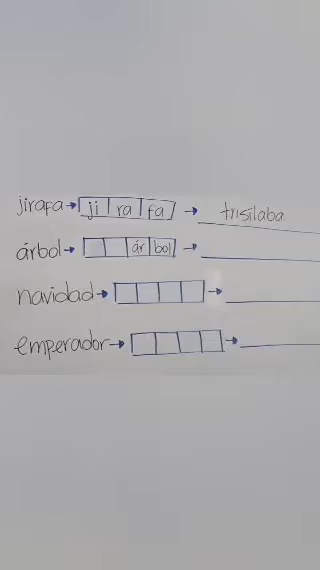 jirafa→ ji ra fa → trisílaba
árbol→ ár bol →
navidad→ →
emperador→ →